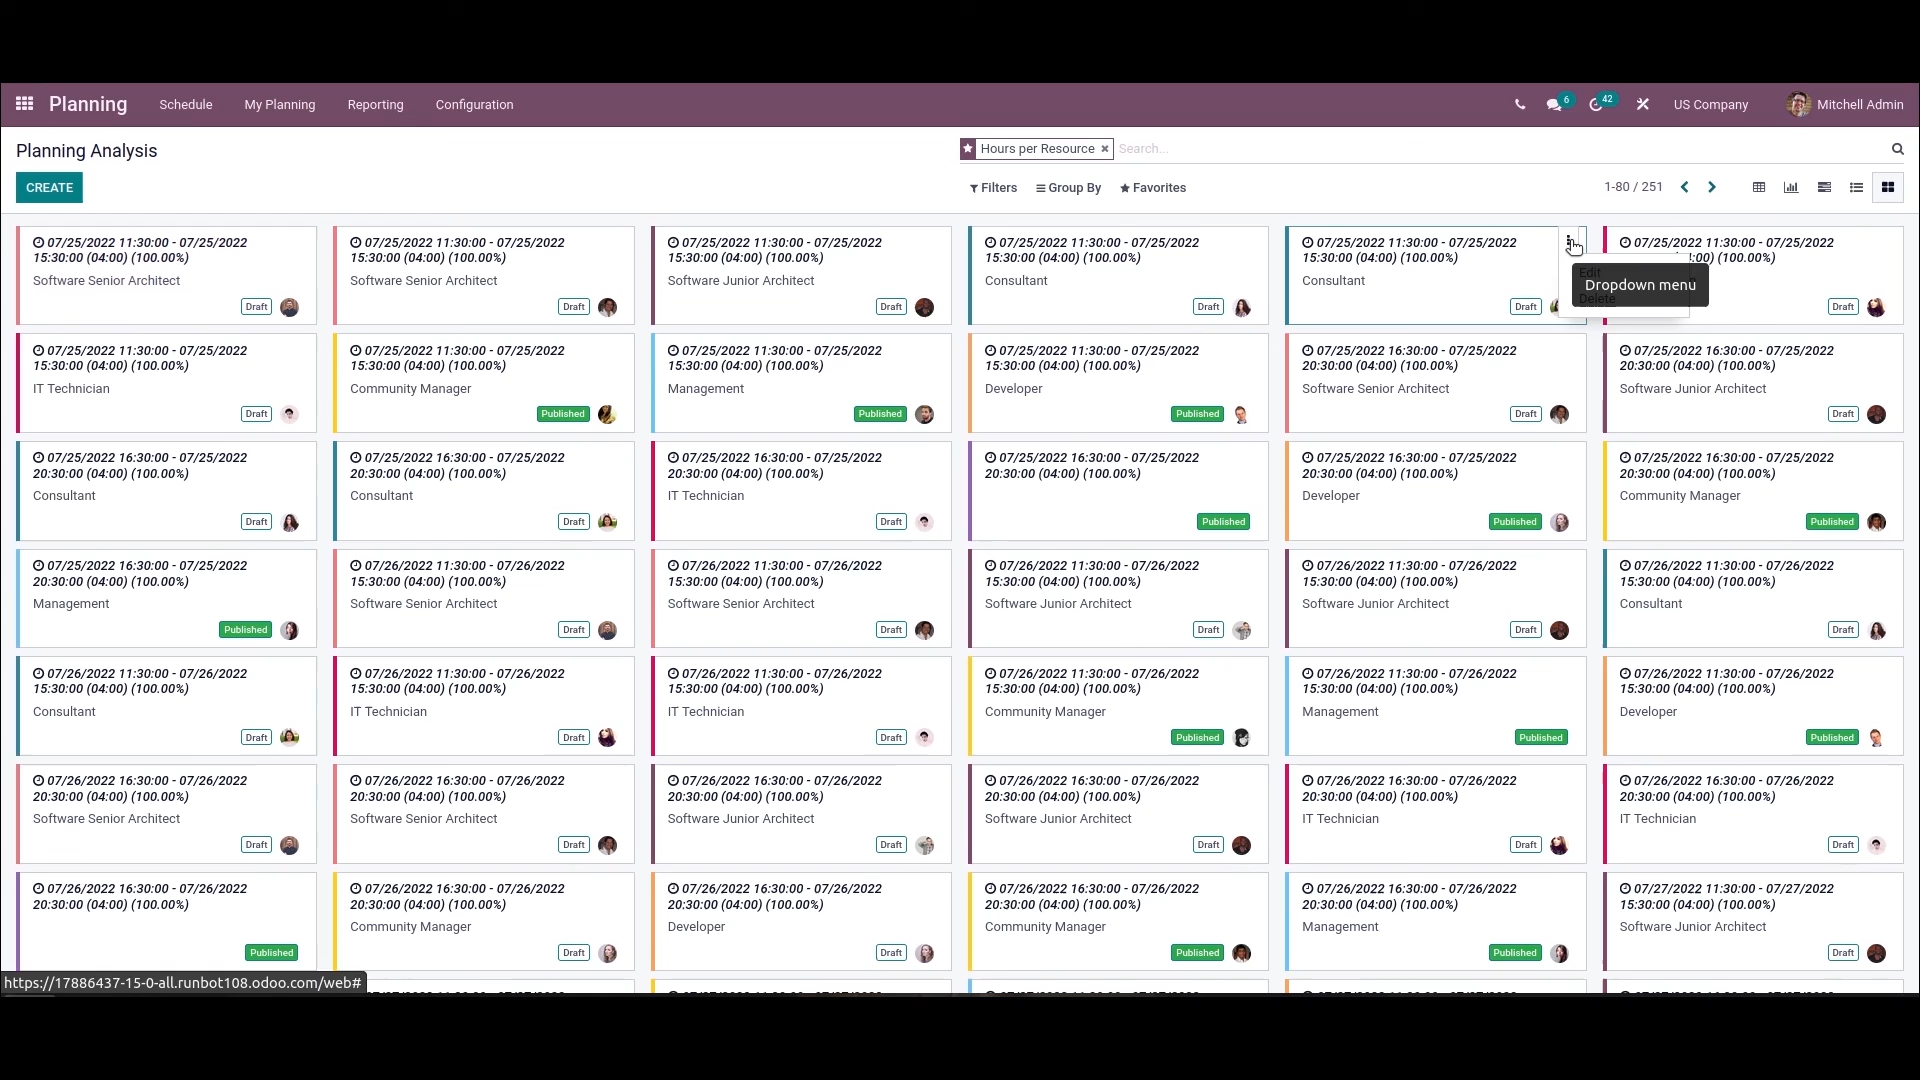 Planning Schedule My Planning Reporting Configuration 6 42 US Company Mitchell Admin
Planning Analysis
Hours per Resource × Search...
CREATE Filters Group By Favorites 1-80 / 251
07/25/2022 11:30:00 - 07/25/2022
15:30:00 (04:00) (100.00%)
Software Senior Architect
Draft
07/25/2022 11:30:00 - 07/25/2022
15:30:00 (04:00) (100.00%)
Software Senior Architect
Draft
07/25/2022 11:30:00 - 07/25/2022
15:30:00 (04:00) (100.00%)
Software Junior Architect
Draft
07/25/2022 11:30:00 - 07/25/2022
15:30:00 (04:00) (100.00%)
Consultant
Draft
07/25/2022 11:30:00 - 07/25/2022
15:30:00 (04:00) (100.00%)
Consultant
Draft
Edit
Dropdown menu
Delete
07/25/2022 11:30:00 - 07/25/2022
(100.00%)
Draft
07/25/2022 11:30:00 - 07/25/2022
15:30:00 (04:00) (100.00%)
IT Technician
Draft
07/25/2022 11:30:00 - 07/25/2022
15:30:00 (04:00) (100.00%)
Community Manager
Published
07/25/2022 11:30:00 - 07/25/2022
15:30:00 (04:00) (100.00%)
Management
Published
07/25/2022 11:30:00 - 07/25/2022
15:30:00 (04:00) (100.00%)
Developer
Published
07/25/2022 16:30:00 - 07/25/2022
20:30:00 (04:00) (100.00%)
Software Senior Architect
Draft
07/25/2022 16:30:00 - 07/25/2022
20:30:00 (04:00) (100.00%)
Software Junior Architect
Draft
07/25/2022 16:30:00 - 07/25/2022
20:30:00 (04:00) (100.00%)
Consultant
Draft
07/25/2022 16:30:00 - 07/25/2022
20:30:00 (04:00) (100.00%)
Consultant
Draft
07/25/2022 16:30:00 - 07/25/2022
20:30:00 (04:00) (100.00%)
IT Technician
Draft
07/25/2022 16:30:00 - 07/25/2022
20:30:00 (04:00) (100.00%)
Published
07/25/2022 16:30:00 - 07/25/2022
20:30:00 (04:00) (100.00%)
Developer
Published
07/25/2022 16:30:00 - 07/25/2022
20:30:00 (04:00) (100.00%)
Community Manager
Published
07/25/2022 16:30:00 - 07/25/2022
20:30:00 (04:00) (100.00%)
Management
Published
07/26/2022 11:30:00 - 07/26/2022
15:30:00 (04:00) (100.00%)
Software Senior Architect
Draft
07/26/2022 11:30:00 - 07/26/2022
15:30:00 (04:00) (100.00%)
Software Senior Architect
Draft
07/26/2022 11:30:00 - 07/26/2022
15:30:00 (04:00) (100.00%)
Software Junior Architect
Draft
07/26/2022 11:30:00 - 07/26/2022
15:30:00 (04:00) (100.00%)
Software Junior Architect
Draft
07/26/2022 11:30:00 - 07/26/2022
15:30:00 (04:00) (100.00%)
Consultant
Draft
07/26/2022 11:30:00 - 07/26/2022
15:30:00 (04:00) (100.00%)
Consultant
Draft
07/26/2022 11:30:00 - 07/26/2022
15:30:00 (04:00) (100.00%)
IT Technician
Draft
07/26/2022 11:30:00 - 07/26/2022
15:30:00 (04:00) (100.00%)
IT Technician
Draft
07/26/2022 11:30:00 - 07/26/2022
15:30:00 (04:00) (100.00%)
Community Manager
Published
07/26/2022 11:30:00 - 07/26/2022
15:30:00 (04:00) (100.00%)
Management
Published
07/26/2022 11:30:00 - 07/26/2022
15:30:00 (04:00) (100.00%)
Developer
Published
07/26/2022 16:30:00 - 07/26/2022
20:30:00 (04:00) (100.00%)
Software Senior Architect
Draft
07/26/2022 16:30:00 - 07/26/2022
20:30:00 (04:00) (100.00%)
Software Senior Architect
Draft
07/26/2022 16:30:00 - 07/26/2022
20:30:00 (04:00) (100.00%)
Software Junior Architect
Draft
07/26/2022 16:30:00 - 07/26/2022
20:30:00 (04:00) (100.00%)
Software Junior Architect
Draft
07/26/2022 16:30:00 - 07/26/2022
20:30:00 (04:00) (100.00%)
IT Technician
Draft
07/26/2022 16:30:00 - 07/26/2022
20:30:00 (04:00) (100.00%)
IT Technician
Draft
07/26/2022 16:30:00 - 07/26/2022
20:30:00 (04:00) (100.00%)
Published
07/26/2022 16:30:00 - 07/26/2022
20:30:00 (04:00) (100.00%)
Community Manager
Draft
07/26/2022 16:30:00 - 07/26/2022
20:30:00 (04:00) (100.00%)
Developer
Draft
07/26/2022 16:30:00 - 07/26/2022
20:30:00 (04:00) (100.00%)
Community Manager
Published
07/26/2022 16:30:00 - 07/26/2022
20:30:00 (04:00) (100.00%)
Management
Published
07/27/2022 11:30:00 - 07/27/2022
15:30:00 (04:00) (100.00%)
Software Junior Architect
Draft
https://17886437-15-0-all.runbot108.odoo.com/web#